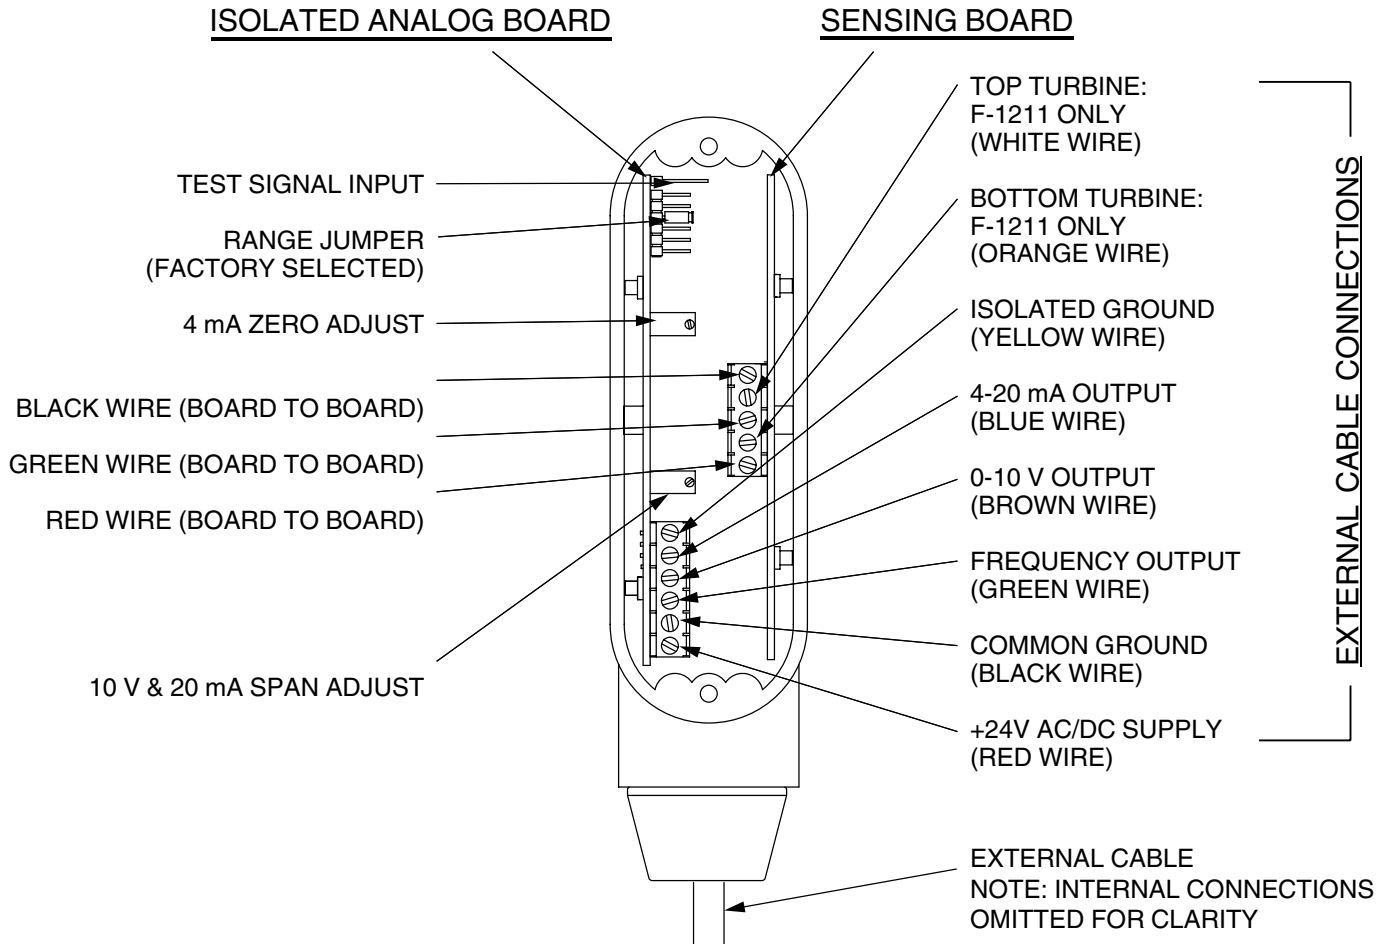 ISOLATED ANALOG BOARD
SENSING BOARD
TEST SIGNAL INPUT
RANGE JUMPER
(FACTORY SELECTED)
4 mA ZERO ADJUST
BLACK WIRE (BOARD TO BOARD)
GREEN WIRE (BOARD TO BOARD)
RED WIRE (BOARD TO BOARD)
10 V & 20 mA SPAN ADJUST
TOP TURBINE:
F-1211 ONLY
(WHITE WIRE)
BOTTOM TURBINE:
F-1211 ONLY
(ORANGE WIRE)
ISOLATED GROUND
(YELLOW WIRE)
4-20 mA OUTPUT
(BLUE WIRE)
0-10 V OUTPUT
(BROWN WIRE)
FREQUENCY OUTPUT
(GREEN WIRE)
COMMON GROUND
(BLACK WIRE)
+24V AC/DC SUPPLY
(RED WIRE)
EXTERNAL CABLE CONNECTIONS
EXTERNAL CABLE
NOTE: INTERNAL CONNECTIONS
OMITTED FOR CLARITY